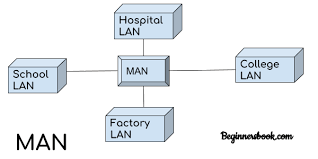 Hospital
LAN
School
LAN
MAN
College
LAN
Factory
LAN
MAN
Beginnersbook.com